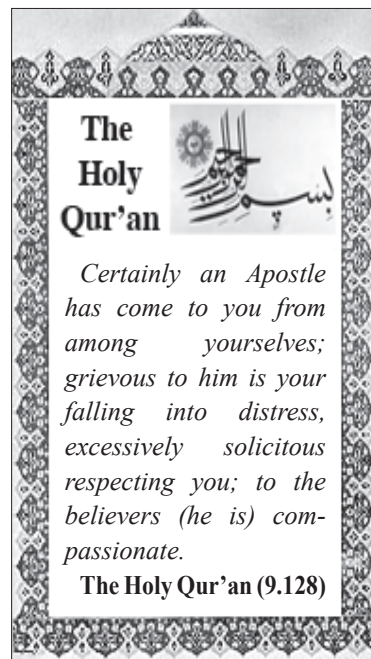 The
Holy
Qur’an
بسم الله الرحمن الرحيم
Certainly an Apostle
has come to you from
among yourselves;
grievous to him is your
falling into distress,
excessively solicitous
respecting you; to the
believers (he is) com-
passionate.
The Holy Qur’an (9.128)